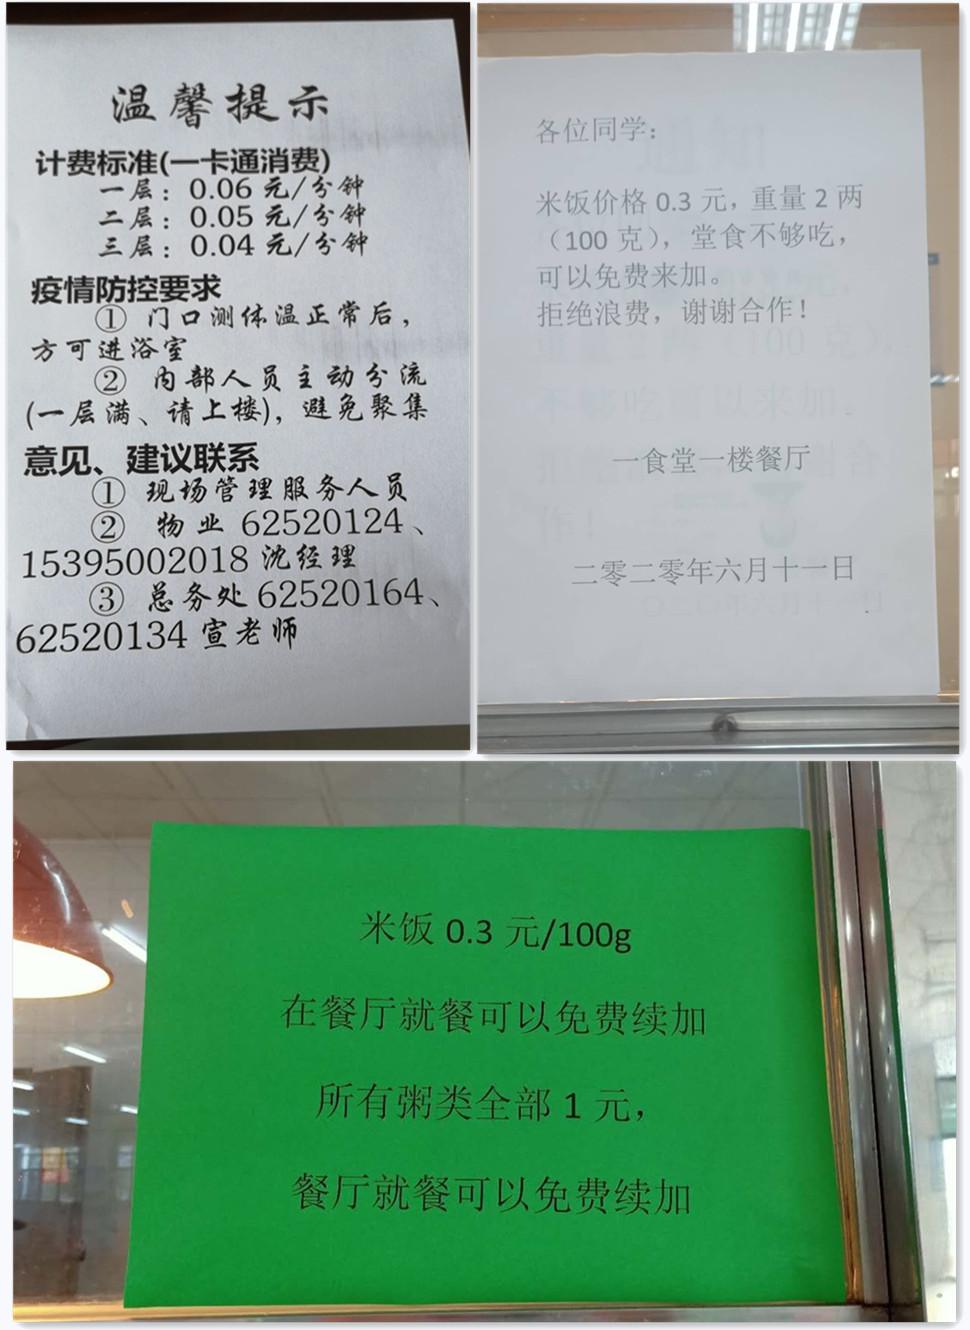 温馨提示
计费标准(一卡通消费)
一层：0.06 元/分钟
二层：0.05 元/分钟
三层：0.04 元/分钟
疫情防控要求
① 门口测体温正常后，
方可进浴室
② 内部人员主动分流
(一层满、请上楼)，避免聚集
意见、建议联系
① 现场管理服务人员
② 物业 62520124、
15395002018 沈经理
③ 总务处 62520164、
62520134 宣老师
各位同学：
米饭价格 0.3 元，重量 2 两
（100 克），堂食不够吃，
可以免费来加。
拒绝浪费，谢谢合作！
一食堂一楼餐厅
二零二零年六月十一日
米饭 0.3 元/100g
在餐厅就餐可以免费续加
所有粥类全部 1 元，
餐厅就餐可以免费续加